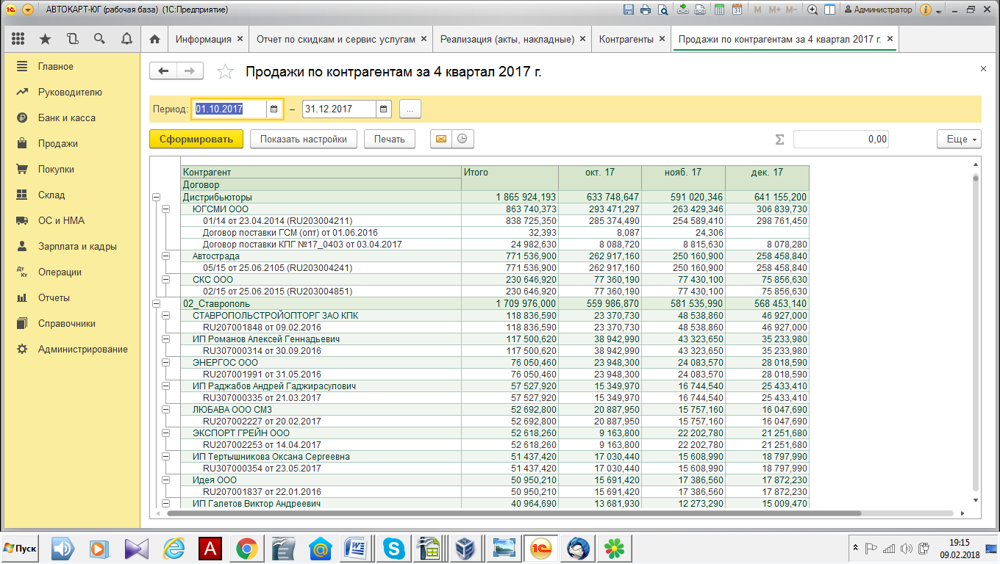 АВТОКАРТ-ЮГ (рабочая база) (1С:Предприятие)
M M+ M- Администратор
Информация Отчет по скидкам и сервис услугам Реализация (акты, накладные) Контрагенты Продажи по контрагентам за 4 квартал 2017 г.
Главное
Руководителю
Банк и касса
Продажи
Покупки
Склад
ОС и НМА
Зарплата и кадры
Операции
Отчеты
Справочники
Администрирование
Продажи по контрагентам за 4 квартал 2017 г.
Период: 01.10.2017 – 31.12.2017 ...
Сформировать Показать настройки Печать Σ 0,00 Еще
Контрагент Итого окт. 17 нояб. 17 дек. 17
Договор
Дистрибьюторы 1 865 924,193 633 748,647 591 020,346 641 155,200
ЮГСМИ ООО 863 740,373 293 471,297 263 429,346 306 839,730
01/14 от 23.04.2014 (RU203004211) 838 725,350 285 374,490 254 589,410 298 761,450
Договор поставки ГСМ (опт) от 01.06.2016 32,393 8,087 24,306
Договор поставки КПГ №17_0403 от 03.04.2017 24 982,630 8 088,720 8 815,630 8 078,280
Автострада 771 536,900 262 917,160 250 160,900 258 458,840
05/15 от 25.06.2105 (RU203004241) 771 536,900 262 917,160 250 160,900 258 458,840
СКС ООО 230 646,920 77 360,190 77 430,100 75 856,630
02/15 от 25.06.2015 (RU203004851) 230 646,920 77 360,190 77 430,100 75 856,630
02_Ставрополь 1 709 976,000 559 986,870 581 535,990 568 453,140
СТАВРОПОЛЬСТРОЙОПТОРГ ЗАО КПК 118 836,590 23 370,730 48 538,860 46 927,000
RU207001848 от 09.02.2016 118 836,590 23 370,730 48 538,860 46 927,000
ИП Романов Алексей Геннадьевич 117 500,620 38 942,990 43 323,650 35 233,980
RU307000314 от 30.09.2016 117 500,620 38 942,990 43 323,650 35 233,980
ЭНЕРГОС ООО 76 050,460 23 948,300 24 083,570 28 018,590
RU207001991 от 31.05.2016 76 050,460 23 948,300 24 083,570 28 018,590
ИП Раджабов Андрей Гаджирасулович 57 527,920 15 349,970 16 744,540 25 433,410
RU307000335 от 21.03.2017 57 527,920 15 349,970 16 744,540 25 433,410
ЛЮБАВА ООО СМЗ 52 692,800 20 887,950 15 757,160 16 047,690
RU207002227 от 20.02.2017 52 692,800 20 887,950 15 757,160 16 047,690
ЭКСПОРТ ГРЕЙН ООО 52 618,260 9 163,800 22 202,780 21 251,680
RU207002253 от 14.04.2017 52 618,260 9 163,800 22 202,780 21 251,680
ИП Тертышникова Оксана Сергеевна 51 437,420 17 030,440 15 608,990 18 797,990
RU307000354 от 23.05.2017 51 437,420 17 030,440 15 608,990 18 797,990
Идея ООО 50 950,210 15 691,420 17 386,560 17 872,230
RU207001837 от 22.01.2016 50 950,210 15 691,420 17 386,560 17 872,230
ИП Галетов Виктор Андреевич 40 964,690 13 681,930 12 273,290 15 009,470
Пуск
19:15
09.02.2018